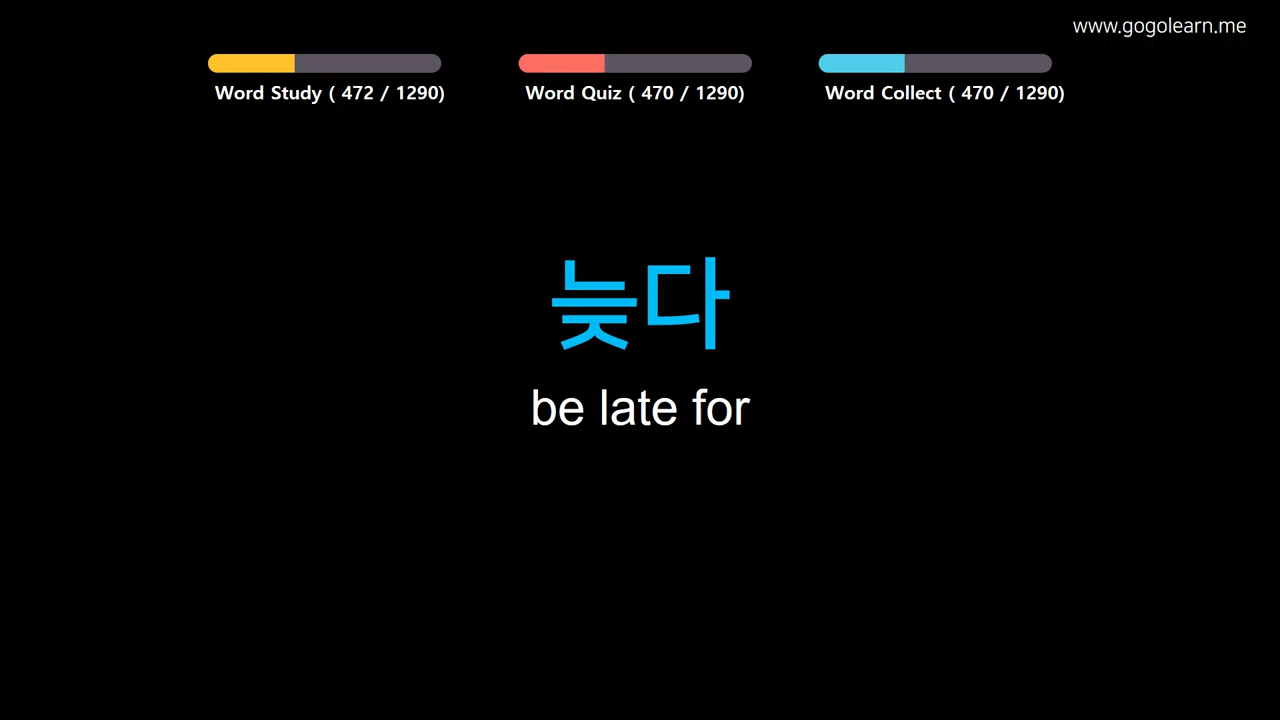 www.gogolearn.me
Word Study ( 472 / 1290)
Word Quiz ( 470 / 1290)
Word Collect ( 470 / 1290)
늦다
be late for